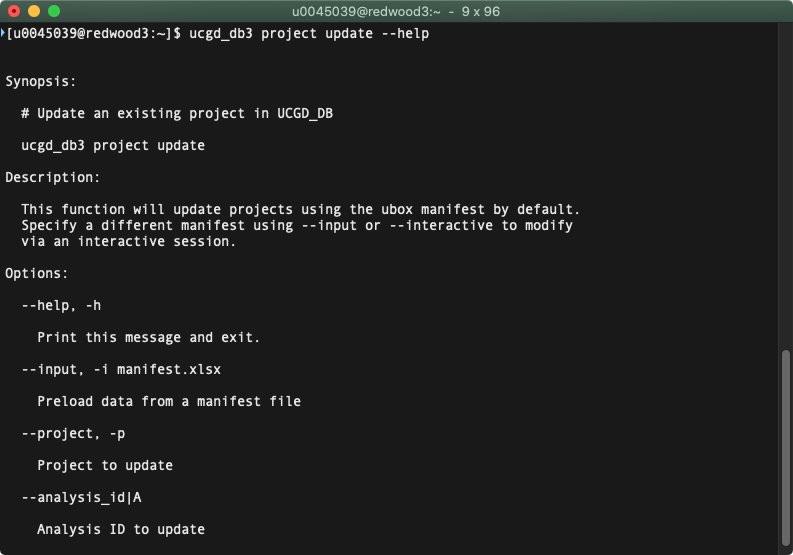 u0045039@redwood3:~ - 9 x 96
[u0045039@redwood3:~]$ ucgd_db3 project update --help
Synopsis:
# Update an existing project in UCGD_DB
ucgd_db3 project update
Description:
This function will update projects using the ubox manifest by default.
Specify a different manifest using --input or --interactive to modify
via an interactive session.
Options:
--help, -h
Print this message and exit.
--input, -i manifest.xlsx
Preload data from a manifest file
--project, -p
Project to update
--analysis_id|A
Analysis ID to update